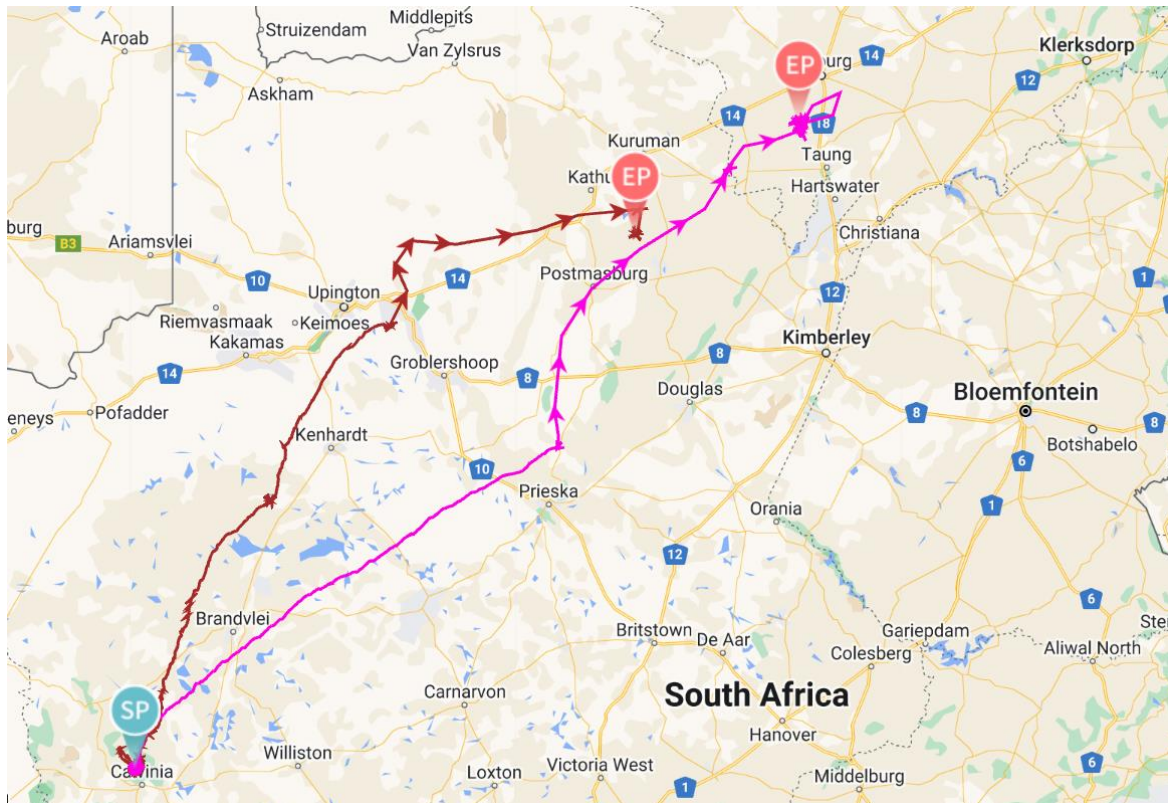 Middlepits
Struizendam
Aroab
Van Zylsrus
Klerksdorp
EP
burg
14
Askham
12
14
18
Kuruman
Taung
Kathu
EP
Hartswater
burg
B3
Ariamsvlei
Christiana
10
14
Postmasburg
1
Upington
12
Riemvasmaak
Keimoes
Kakamas
Kimberley
14
Groblershoop
8
8
Douglas
Bloemfontein
Pofadder
eneys
8
8
Botshabelo
Kenhardt
6
10
Prieska
1
Orania
12
6
Brandvlei
Britstown
De Aar
Gariepdam
Ste
Aliwal North
Colesberg
Carnarvon
South Africa
SP
Hanover
Williston
Victoria West
Loxton
Middelburg
6
1